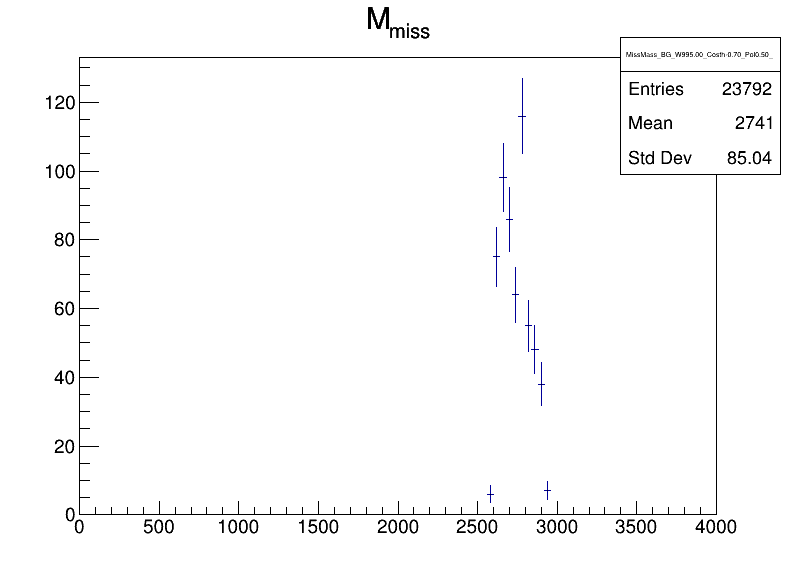 M_miss
MissMass_BG_W995.00_Costh-0.70_Pol0.50_
Entries 23792
Mean 2741
Std Dev 85.04
120
100
80
60
40
20
0
0 500 1000 1500 2000 2500 3000 3500 4000